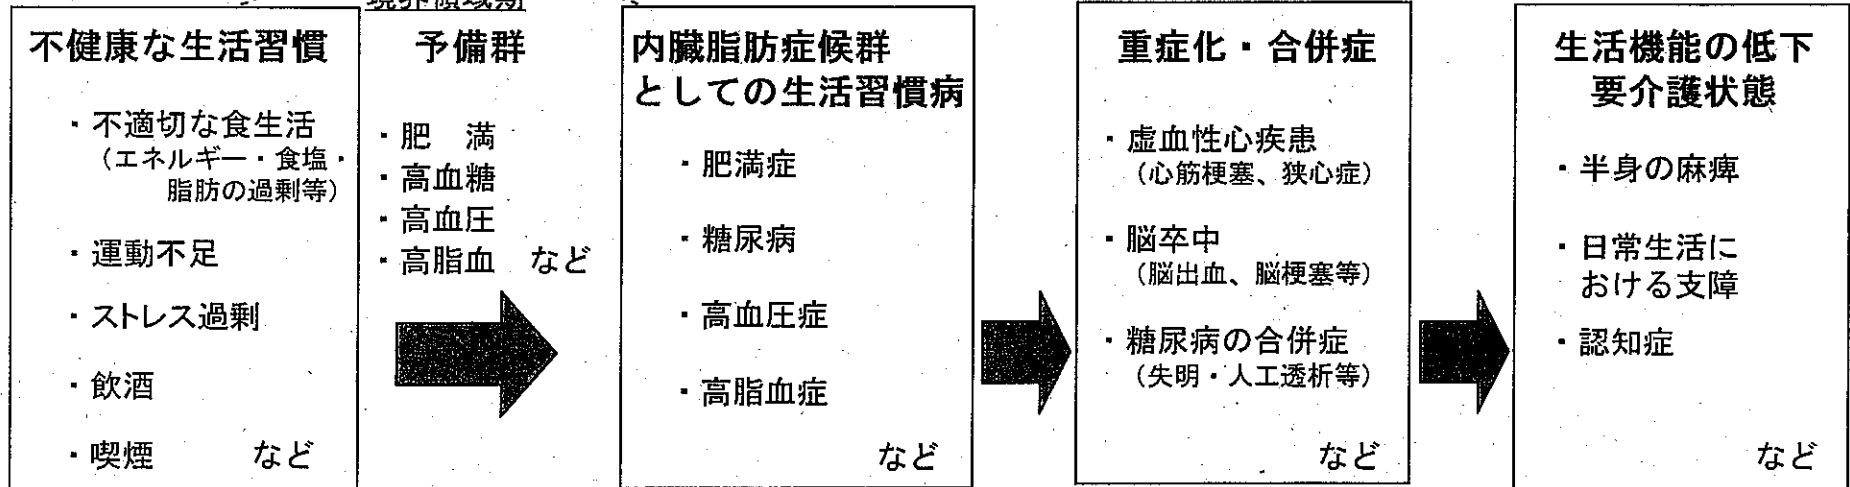 境界領域期
不健康な生活習慣
・不適切な食生活
（エネルギー・食塩・
脂肪の過剰等）
・運動不足
・ストレス過剰
・飲酒
・喫煙　など
予備群
・肥　満
・高血糖
・高血圧
・高脂血　など
内臓脂肪症候群
としての生活習慣病
・肥満症
・糖尿病
・高血圧症
・高脂血症
など
重症化・合併症
・虚血性心疾患
（心筋梗塞、狭心症）
・脳卒中
（脳出血、脳梗塞等）
・糖尿病の合併症
（失明・人工透析等）
など
生活機能の低下
要介護状態
・半身の麻痺
・日常生活に
おける支障
・認知症
など